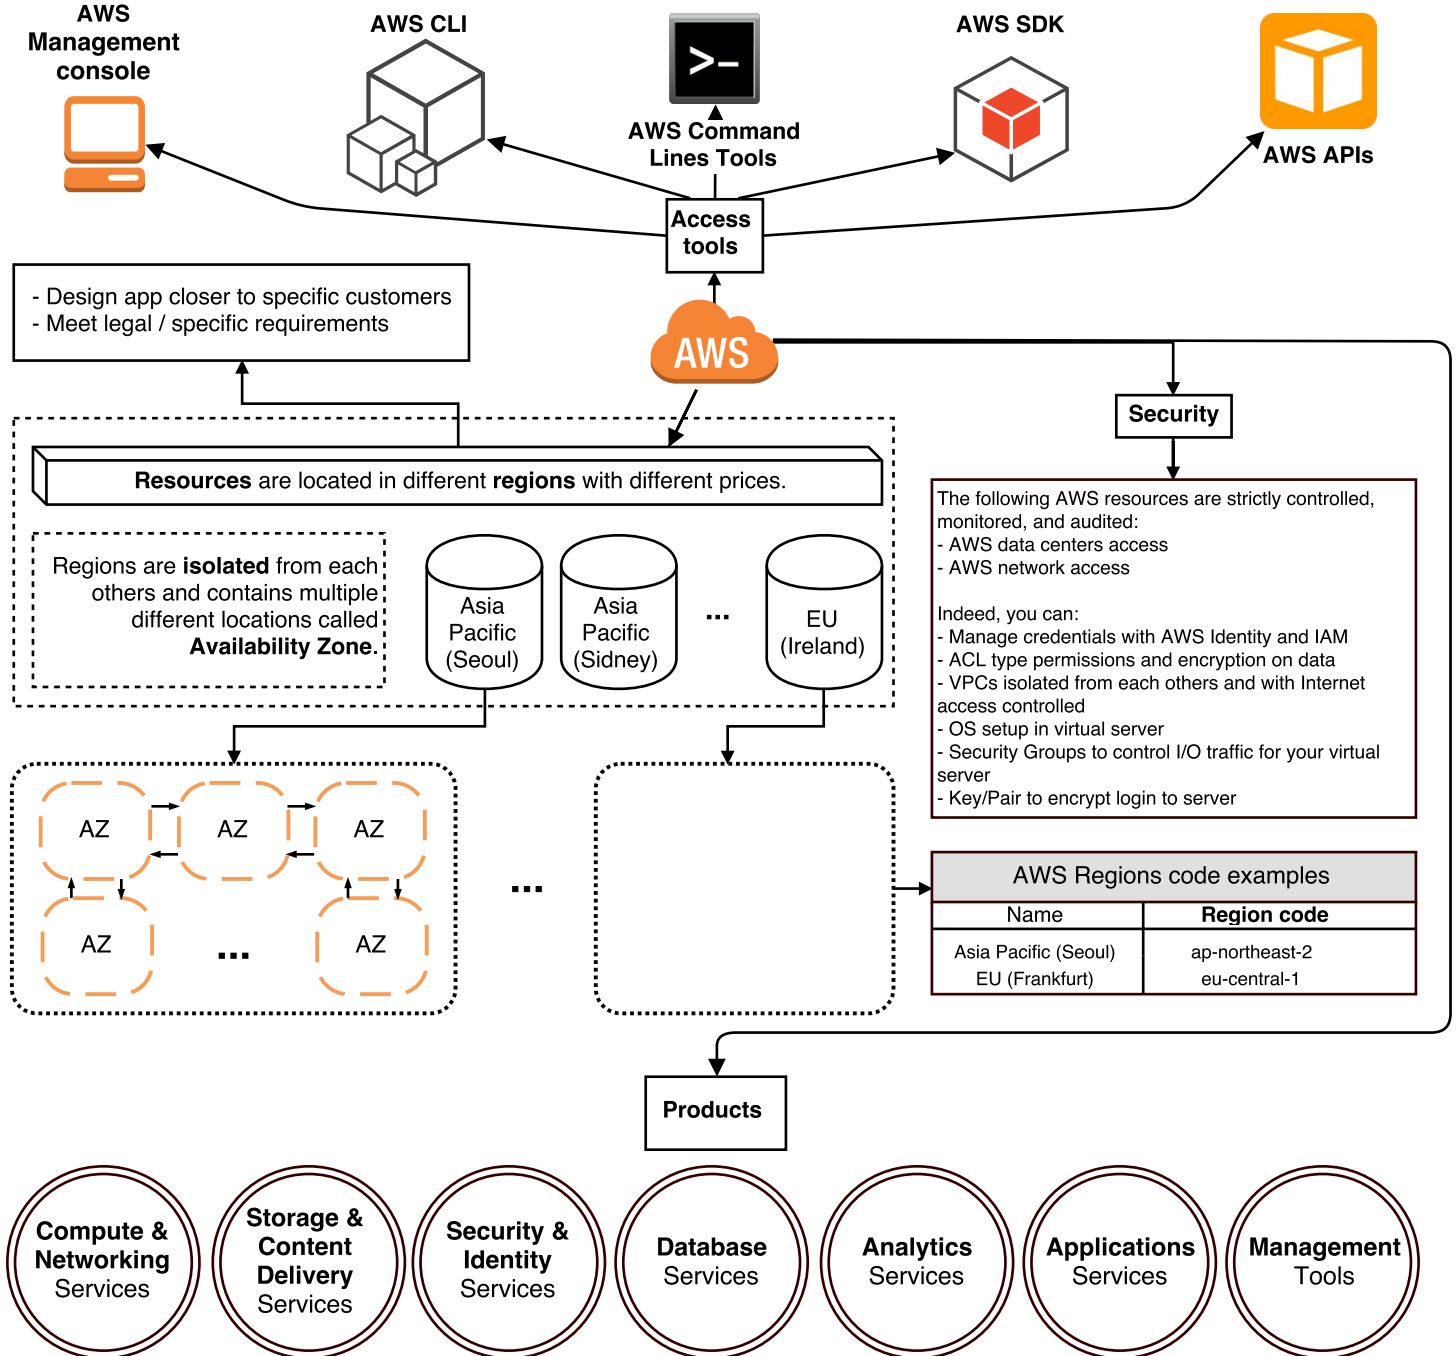 AWS
Management
console
AWS CLI
>-
AWS Command
Lines Tools
AWS SDK
AWS APIs
Access
tools
- Design app closer to specific customers
- Meet legal / specific requirements
AWS
Security
Resources are located in different regions with different prices.
Regions are isolated from each
others and contains multiple
different locations called
Availability Zone.
Asia
Pacific
(Seoul)
Asia
Pacific
(Sidney)
...
EU
(Ireland)
The following AWS resources are strictly controlled,
monitored, and audited:
- AWS data centers access
- AWS network access
Indeed, you can:
- Manage credentials with AWS Identity and IAM
- ACL type permissions and encryption on data
- VPCs isolated from each others and with Internet
access controlled
- OS setup in virtual server
- Security Groups to control I/O traffic for your virtual
server
- Key/Pair to encrypt login to server
AZ
AZ
AZ
AZ
...
AZ
...
AWS Regions code examples
Name
Region code
Asia Pacific (Seoul)
ap-northeast-2
EU (Frankfurt)
eu-central-1
Products
Compute &
Networking
Services
Storage &
Content
Delivery
Services
Security &
Identity
Services
Database
Services
Analytics
Services
Applications
Services
Management
Tools